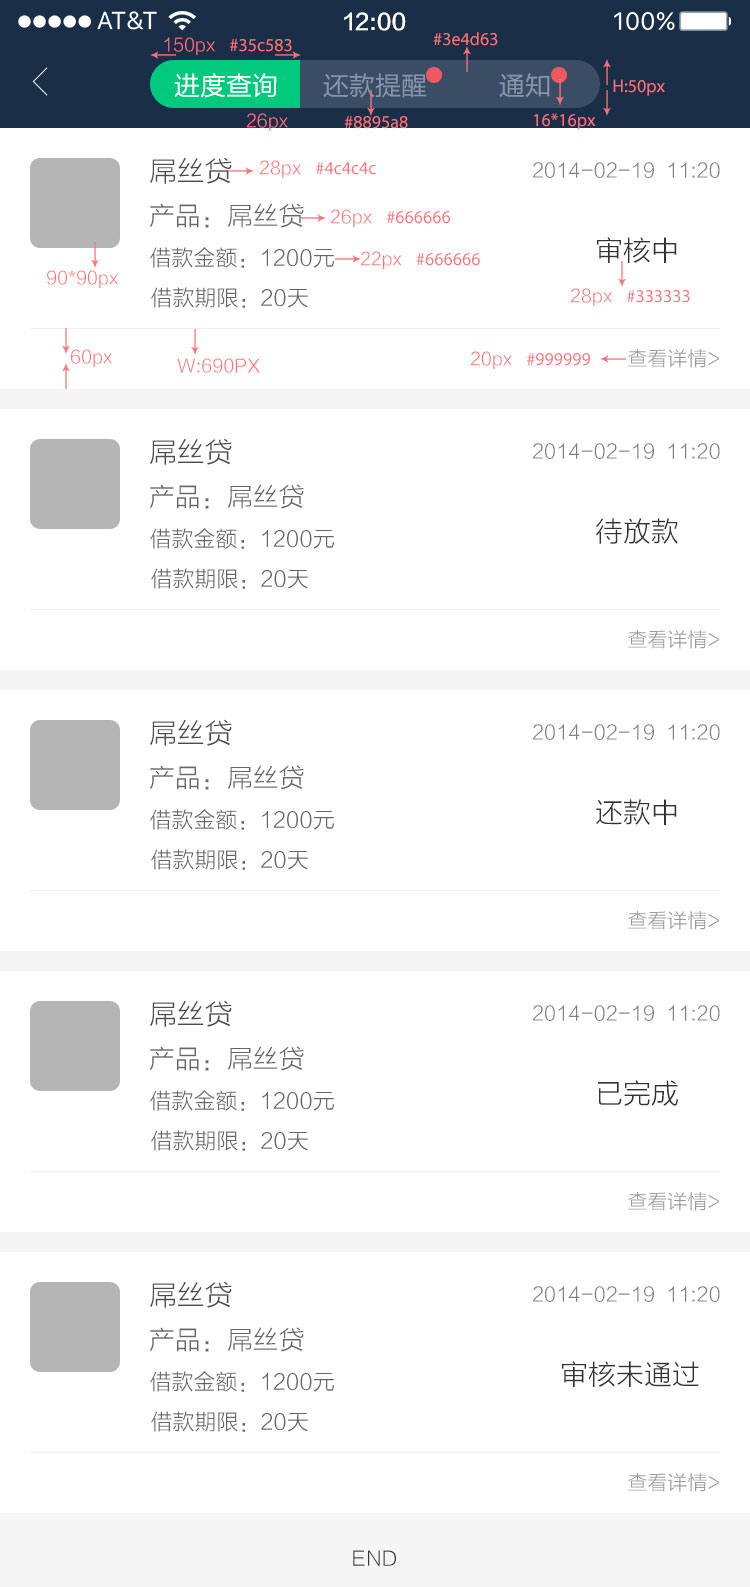 AT&T 12:00 100%
150px #35c583 #3e4d63
进度查询 还款提醒 通知 H:50px
26px #8895a8 16*16px
屌丝贷 28px #4c4c4c 2014-02-19 11:20
产品：屌丝贷 26px #666666
审核中
借款金额：1200元 22px #666666
90*90px
借款期限：20天 28px #333333
60px W:690PX 20px #999999 查看详情>
屌丝贷 2014-02-19 11:20
产品：屌丝贷
待放款
借款金额：1200元
借款期限：20天
查看详情>
屌丝贷 2014-02-19 11:20
产品：屌丝贷
还款中
借款金额：1200元
借款期限：20天
查看详情>
屌丝贷 2014-02-19 11:20
产品：屌丝贷
已完成
借款金额：1200元
借款期限：20天
查看详情>
屌丝贷 2014-02-19 11:20
产品：屌丝贷
审核未通过
借款金额：1200元
借款期限：20天
查看详情>
END